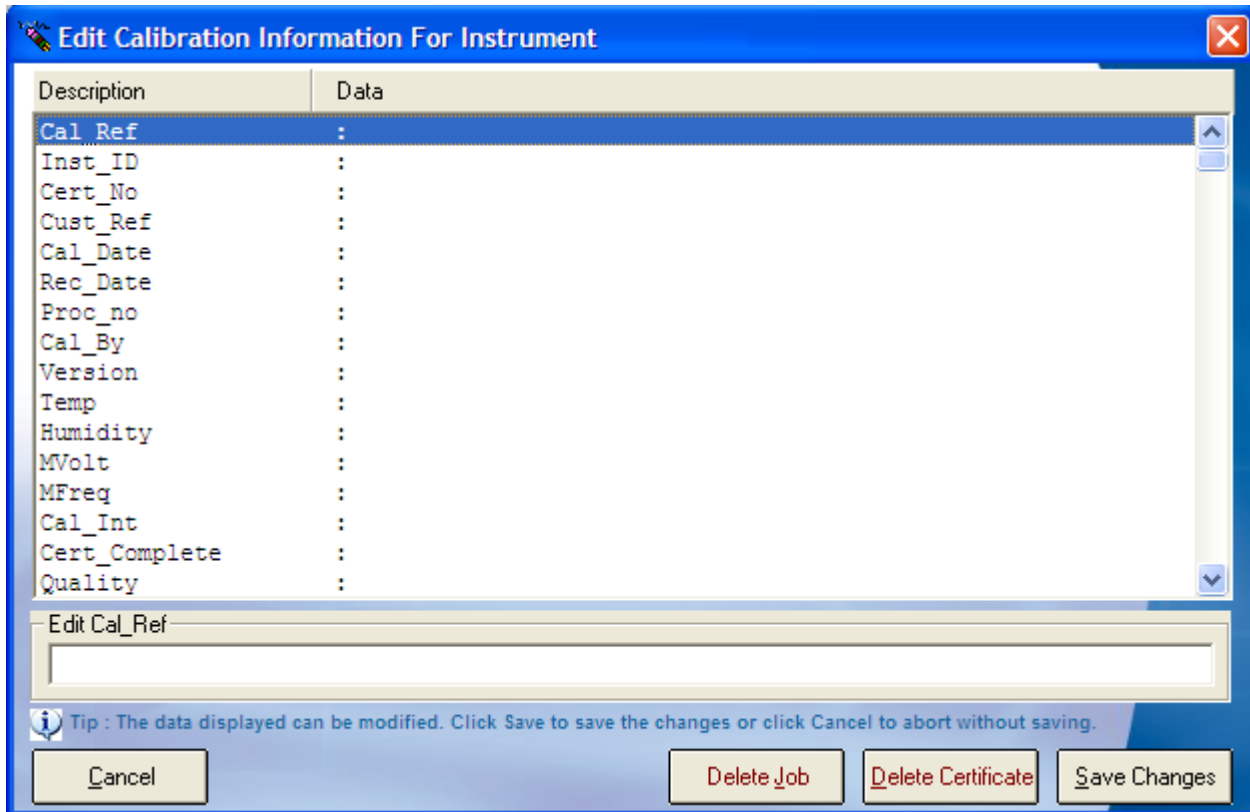 Edit Calibration Information For Instrument
Description Data
Cal_Ref :
Inst_ID :
Cert_No :
Cust_Ref :
Cal_Date :
Rec_Date :
Proc_no :
Cal_By :
Version :
Temp :
Humidity :
MVolt :
MFreq :
Cal_Int :
Cert_Complete :
Quality :
Edit Cal_Ref
Tip : The data displayed can be modified. Click Save to save the changes or click Cancel to abort without saving.
Cancel Delete Job Delete Certificate Save Changes